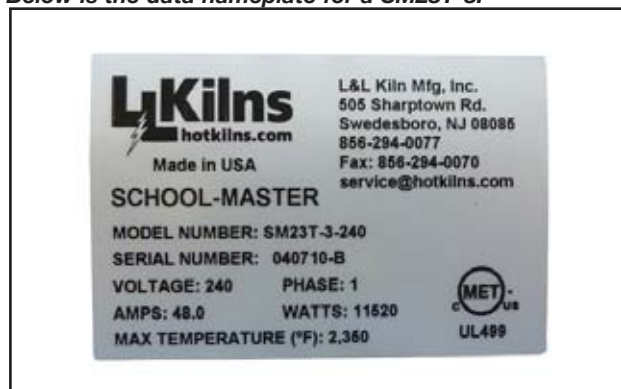 Below is the data nameplate for a SM23T-3.
L&L Kilns
hotkilns.com
Made in USA
L&L Kiln Mfg, Inc.
505 Sharptown Rd.
Swedesboro, NJ 08085
856-294-0077
Fax: 856-294-0070
service@hotkilns.com
SCHOOL-MASTER
MODEL NUMBER: SM23T-3-240
SERIAL NUMBER: 040710-B
VOLTAGE: 240 PHASE: 1
AMPS: 48.0 WATTS: 11520
MAX TEMPERATURE (°F): 2,350
c MET us
UL499